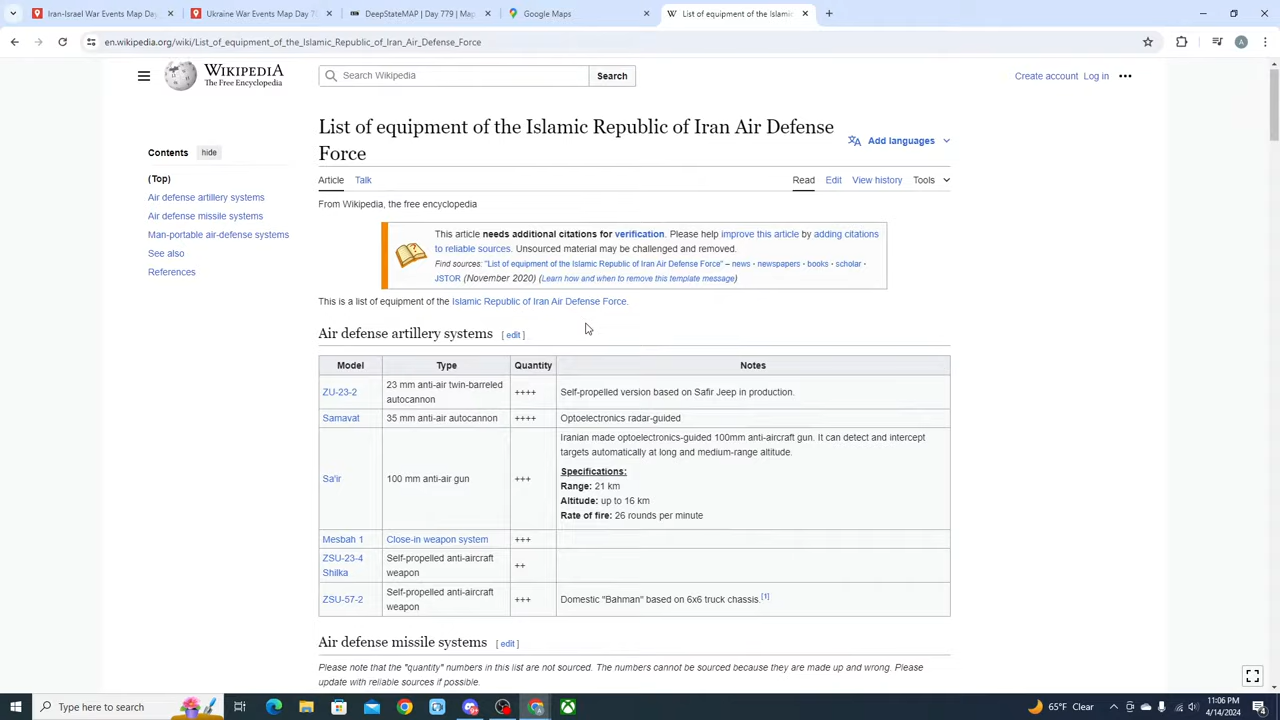 Iran-Israel War Events Map Day
Ukraine War Events Map Day 7
DeepStateMAP | Day 779 | Map
Google Maps
List of equipment of the Islami
en.wikipedia.org/wiki/List_of_equipment_of_the_Islamic_Republic_of_Iran_Air_Defense_Force
A
WIKIPEDIA
The Free Encyclopedia
Search Wikipedia
Search
Create account Log in
List of equipment of the Islamic Republic of Iran Air Defense
Force
Add languages
Contents hide
(Top)
Air defense artillery systems
Air defense missile systems
Man-portable air-defense systems
See also
References
Article Talk
Read Edit View history Tools
From Wikipedia, the free encyclopedia
This article needs additional citations for verification. Please help improve this article by adding citations
to reliable sources. Unsourced material may be challenged and removed.
Find sources: "List of equipment of the Islamic Republic of Iran Air Defense Force" – news · newspapers · books · scholar ·
JSTOR (November 2020) (Learn how and when to remove this template message)
This is a list of equipment of the Islamic Republic of Iran Air Defense Force.
Air defense artillery systems [ edit ]
Model Type Quantity Notes
ZU-23-2
23 mm anti-air twin-barreled
autocannon
++++
Self-propelled version based on Safir Jeep in production.
Samavat 35 mm anti-air autocannon ++++ Optoelectronics radar-guided
Sa'ir
100 mm anti-air gun
+++
Iranian made optoelectronics-guided 100mm anti-aircraft gun. It can detect and intercept
targets automatically at long and medium-range altitude.
Specifications:
Range: 21 km
Altitude: up to 16 km
Rate of fire: 26 rounds per minute
Mesbah 1 Close-in weapon system +++
ZSU-23-4
Shilka
Self-propelled anti-aircraft
weapon
++
ZSU-57-2
Self-propelled anti-aircraft
weapon
+++
Domestic "Bahman" based on 6x6 truck chassis.[1]
Air defense missile systems [ edit ]
Please note that the "quantity" numbers in this list are not sourced. The numbers cannot be sourced because they are made up and wrong. Please
update with reliable sources if possible.
Type here to search
65°F Clear
11:06 PM
4/14/2024